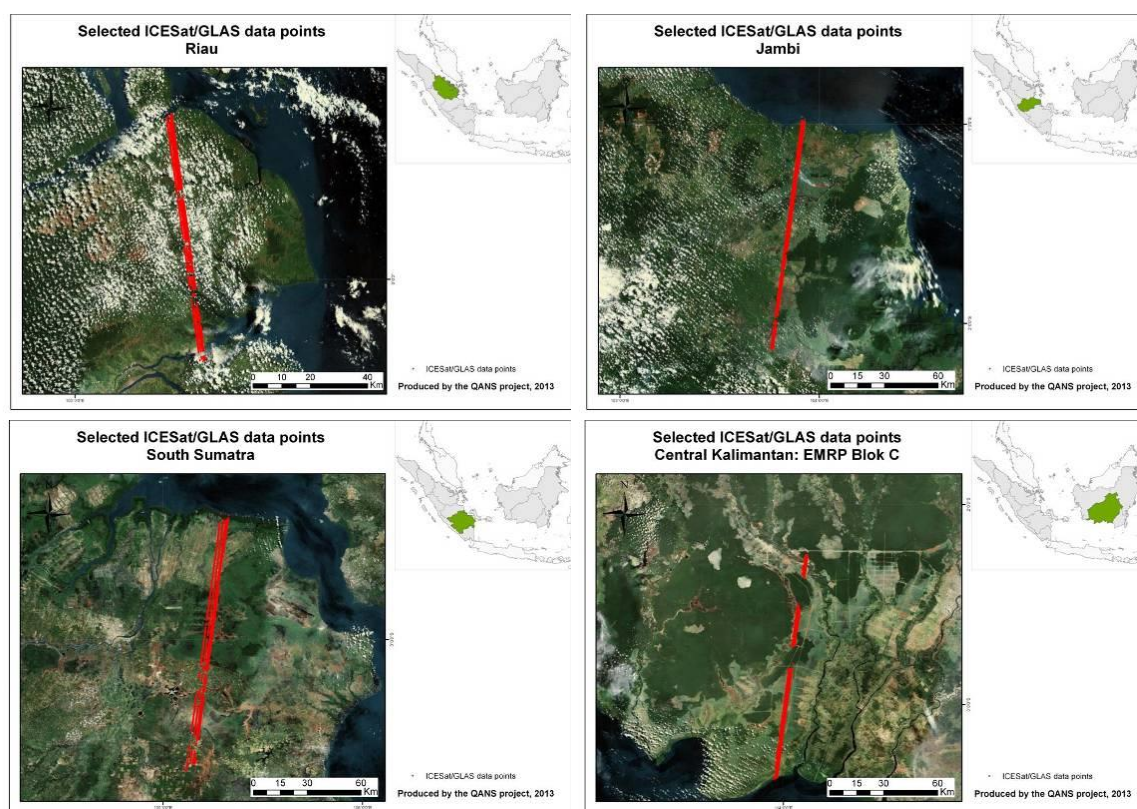 Selected ICESat/GLAS data points
Riau
0 10 20 40
Km
ICESat/GLAS data points
Produced by the QANS project, 2013
Selected ICESat/GLAS data points
Jambi
0 15 30 60
Km
ICESat/GLAS data points
Produced by the QANS project, 2013
Selected ICESat/GLAS data points
South Sumatra
N
0 15 30 60
Km
ICESat/GLAS data points
Produced by the QANS project, 2013
Selected ICESat/GLAS data points
Central Kalimantan: EMRP Blok C
N
0 15 30 60
Km
ICESat/GLAS data points
Produced by the QANS project, 2013